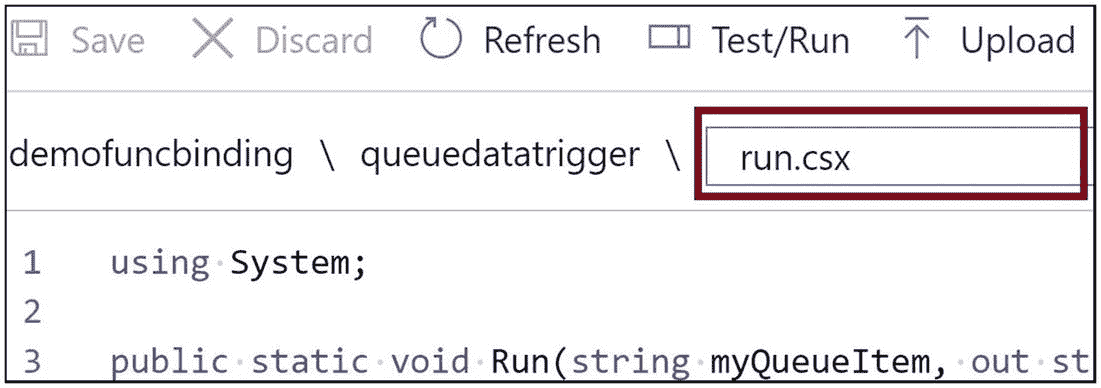 Save Discard Refresh Test/Run Upload
demofuncbinding \ queuedatatrigger \ run.csx
1 using System;
2
3 public static void Run(string myQueueItem, out st